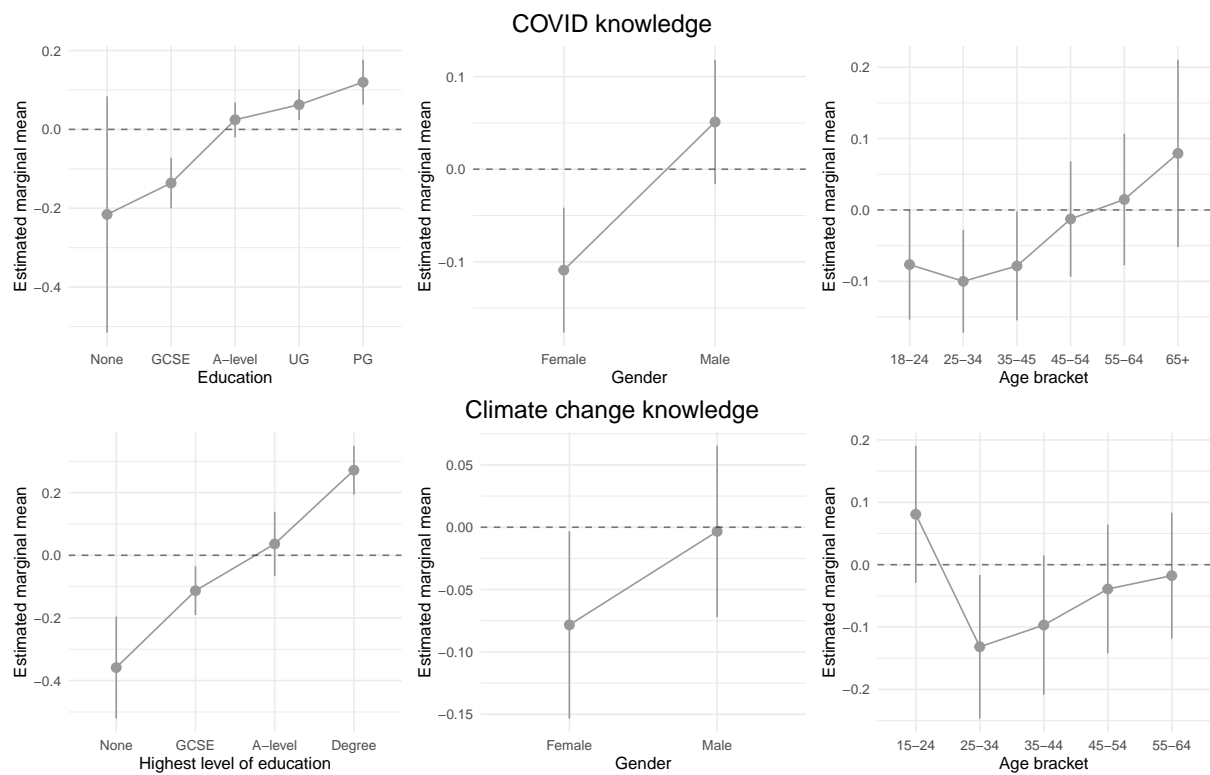 COVID knowledge
Estimated marginal mean
0.2
0.0
−0.2
−0.4
None GCSE A−level UG PG
Education
Estimated marginal mean
0.1
0.0
−0.1
Female Male
Gender
Estimated marginal mean
0.2
0.1
0.0
−0.1
18−24 25−34 35−45 45−54 55−64 65+
Age bracket
Climate change knowledge
Estimated marginal mean
0.2
0.0
−0.2
−0.4
None GCSE A−level Degree
Highest level of education
Estimated marginal mean
0.05
0.00
−0.05
−0.10
−0.15
Female Male
Gender
Estimated marginal mean
0.2
0.1
0.0
−0.1
−0.2
15−24 25−34 35−44 45−54 55−64
Age bracket